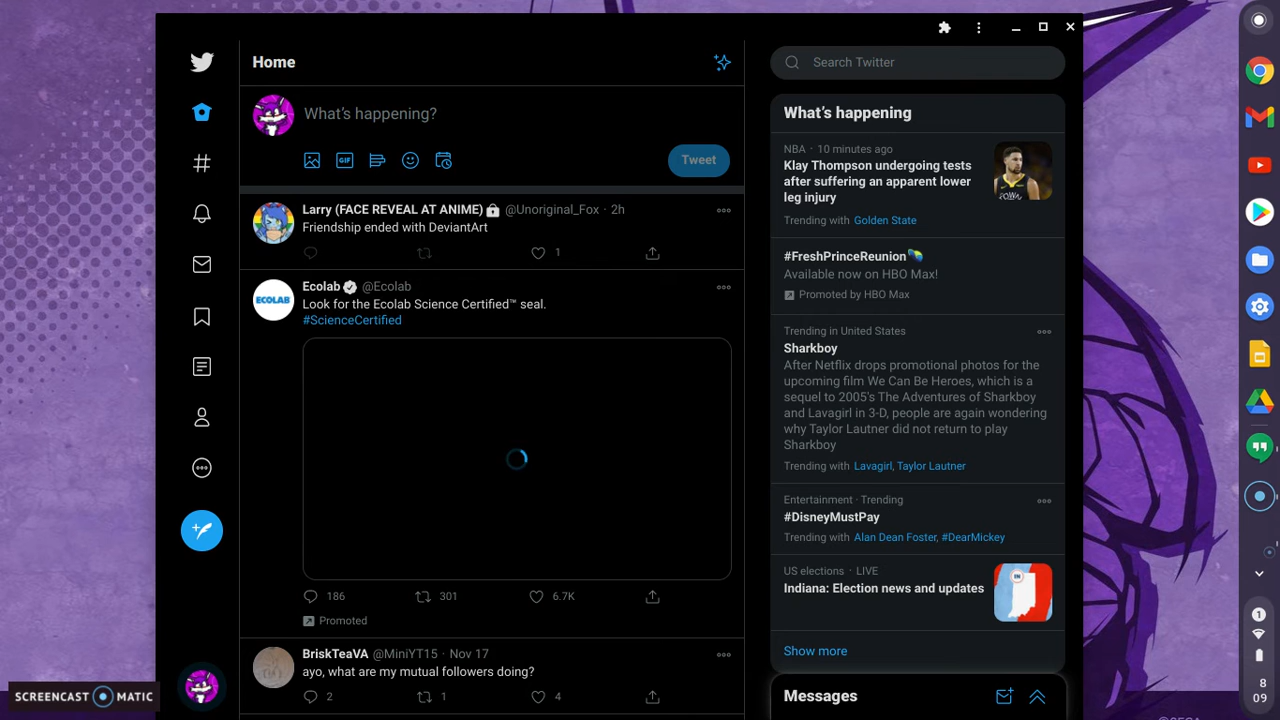 Home
What's happening?
GIF
Tweet
Larry (FACE REVEAL AT ANIME) @Unoriginal_Fox · 2h
Friendship ended with DeviantArt
1
ECOLAB
Ecolab @Ecolab
Look for the Ecolab Science Certified™ seal.
#ScienceCertified
186 301 6.7K
Promoted
BriskTeaVA @MiniYT15 · Nov 17
ayo, what are my mutual followers doing?
2 1 4
Search Twitter
What's happening
NBA · 10 minutes ago
Klay Thompson undergoing tests
after suffering an apparent lower
leg injury
Trending with Golden State
#FreshPrinceReunion
Available now on HBO Max!
Promoted by HBO Max
Trending in United States
Sharkboy
After Netflix drops promotional photos for the
upcoming film We Can Be Heroes, which is a
sequel to 2005's The Adventures of Sharkboy
and Lavagirl in 3-D, people are again wondering
why Taylor Lautner did not return to play
Sharkboy
Trending with Lavagirl, Taylor Lautner
Entertainment · Trending
#DisneyMustPay
Trending with Alan Dean Foster, #DearMickey
US elections · LIVE
Indiana: Election news and updates
IN
Show more
Messages
1
8
09
SCREENCAST MATIC